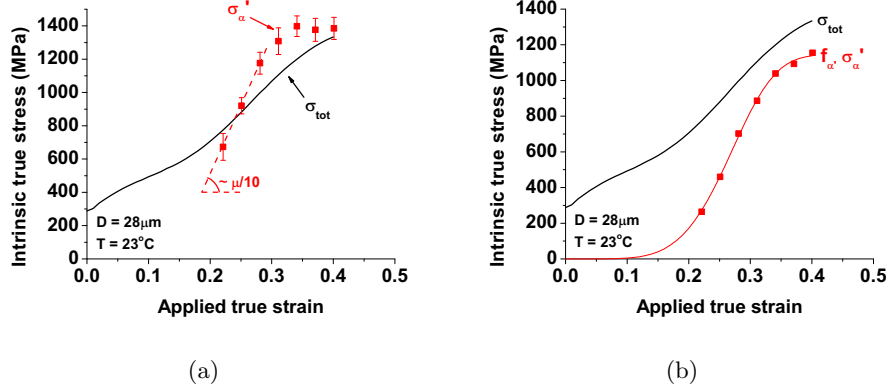 Intrinsic true stress (MPa)
1400
1200
1000
800
600
400
200
0
σα'
σtot
~ μ/10
D = 28μm
T = 23°C
0.0 0.1 0.2 0.3 0.4 0.5
Applied true strain
(a)
Intrinsic true stress (MPa)
1400
1200
1000
800
600
400
200
0
σtot
fα, σα'
D = 28μm
T = 23°C
0.0 0.1 0.2 0.3 0.4 0.5
Applied true strain
(b)